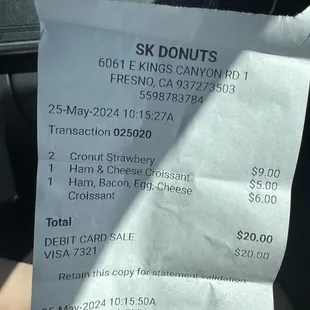 SK DONUTS
6061 E KINGS CANYON RD 1
FRESNO, CA 937273503
5598783784
25-May-2024 10:15:27A
Transaction 025020
2 Cronut Strawbery $9.00
1 Ham & Cheese Croissant $5.00
1 Ham, Bacon, Egg, Cheese $6.00
Croissant
Total $20.00
DEBIT CARD SALE $20.00
VISA 7321
Retain this copy for statement validation
25-May-2024 10:15:50A